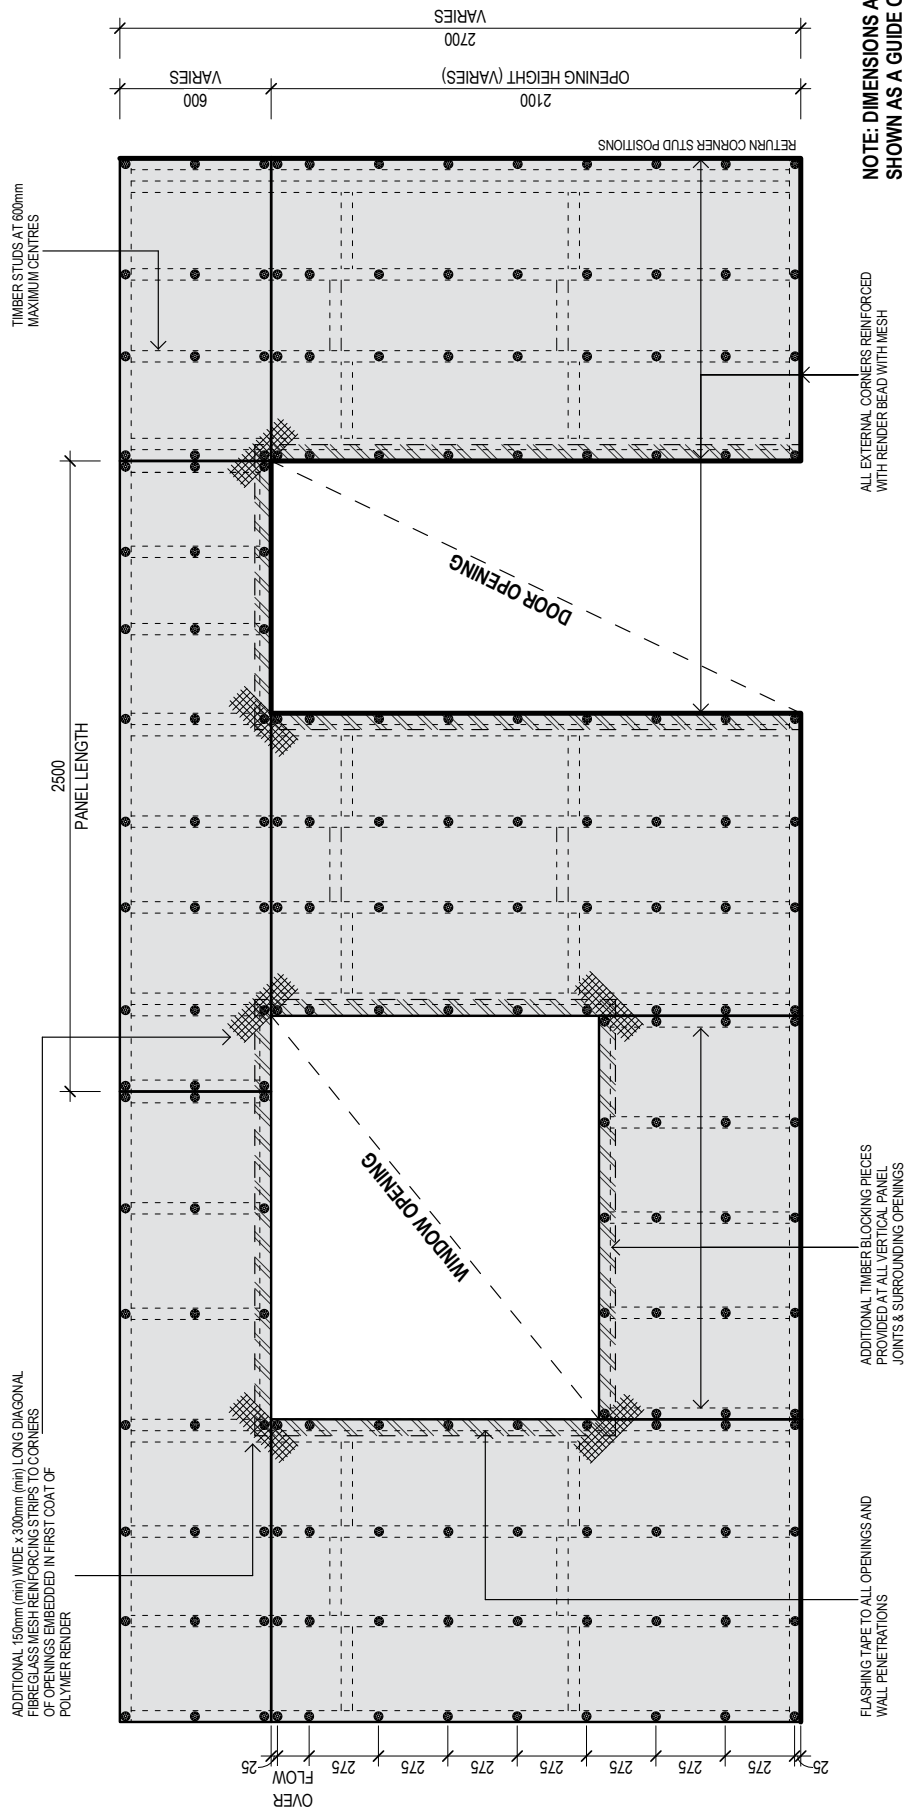 ADDITIONAL 150mm (min) WIDE x 300mm (min) LONG DIAGONAL
FIBREGLASS MESH REINFORCING STRIPS TO CORNERS
OF OPENINGS EMBEDDED IN FIRST COAT OF
POLYMER RENDER
TIMBER STUDS AT 600mm
MAXIMUM CENTRES
2500
PANEL LENGTH
600
VARIES
2100
OPENING HEIGHT (VARIES)
2700
VARIES
RETURN CORNER STUD POSITIONS
WINDOW OPENING
DOOR OPENING
25
OVER
FLOW
275
275
275
275
275
275
275
25
FLASHING TAPE TO ALL OPENINGS AND
WALL PENETRATIONS
ADDITIONAL TIMBER BLOCKING PIECES
PROVIDED AT ALL VERTICAL PANEL
JOINTS & SURROUNDING OPENINGS
ALL EXTERNAL CORNERS REINFORCED
WITH RENDER BEAD WITH MESH
NOTE: DIMENSIONS A
SHOWN AS A GUIDE